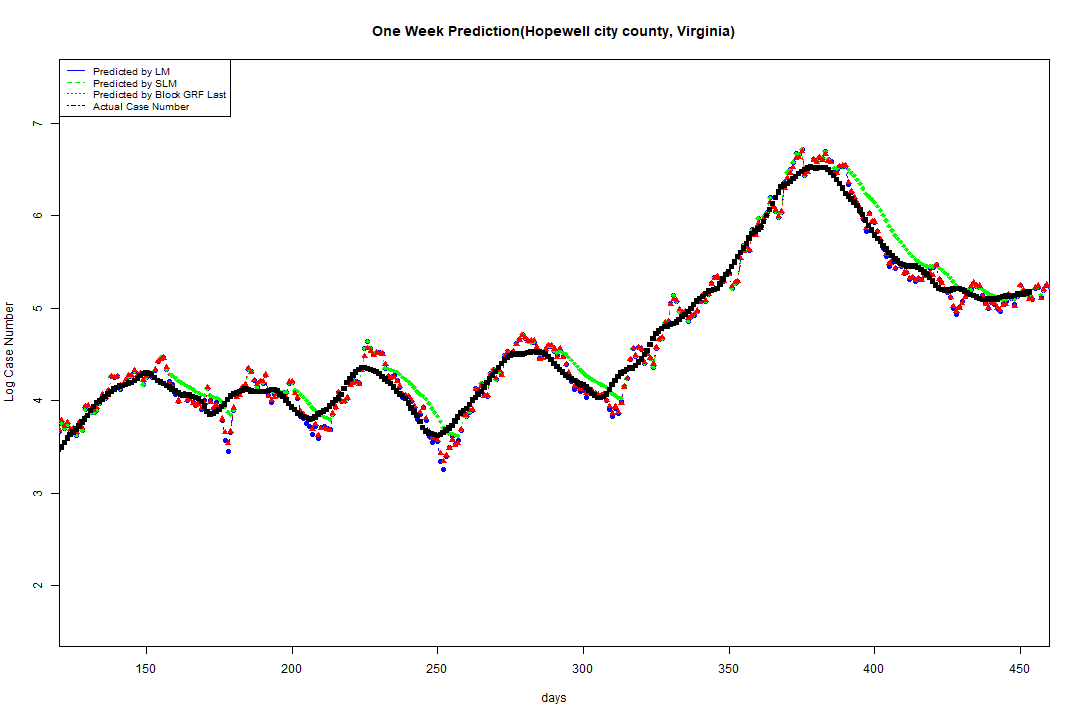 One Week Prediction(Hopewell city county, Virginia)
Predicted by LM
Predicted by SLM
Predicted by Block GRF Last
Actual Case Number
7
6
5
4
3
2
Log Case Number
150 200 250 300 350 400 450
days